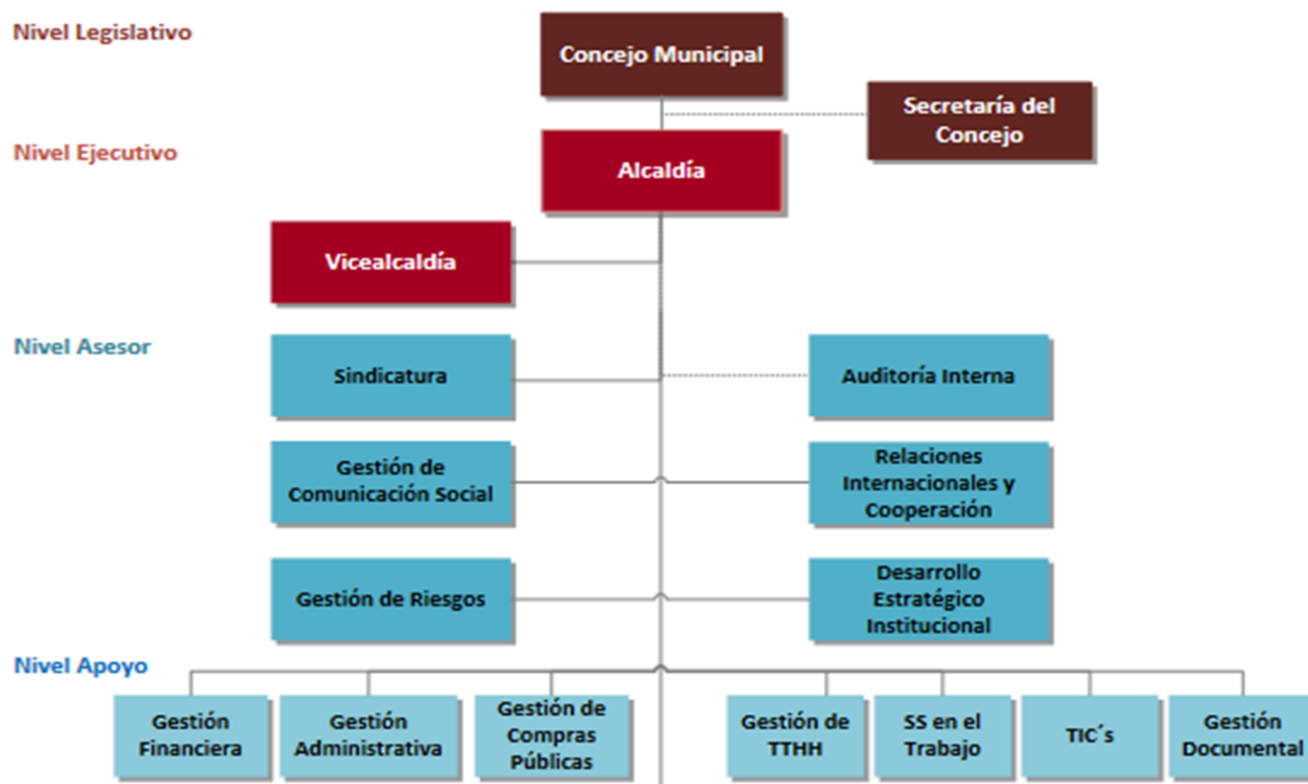 Nivel Legislativo
Concejo Municipal
Secretaría del
Concejo
Nivel Ejecutivo
Alcaldía
Vicealcaldía
Nivel Asesor
Sindicatura
Auditoría Interna
Gestión de
Comunicación Social
Relaciones
Internacionales y
Cooperación
Gestión de Riesgos
Desarrollo
Estratégico
Institucional
Nivel Apoyo
Gestión
Financiera
Gestión
Administrativa
Gestión de
Compras
Públicas
Gestión de
TTHH
SS en el
Trabajo
TIC´s
Gestión
Documental